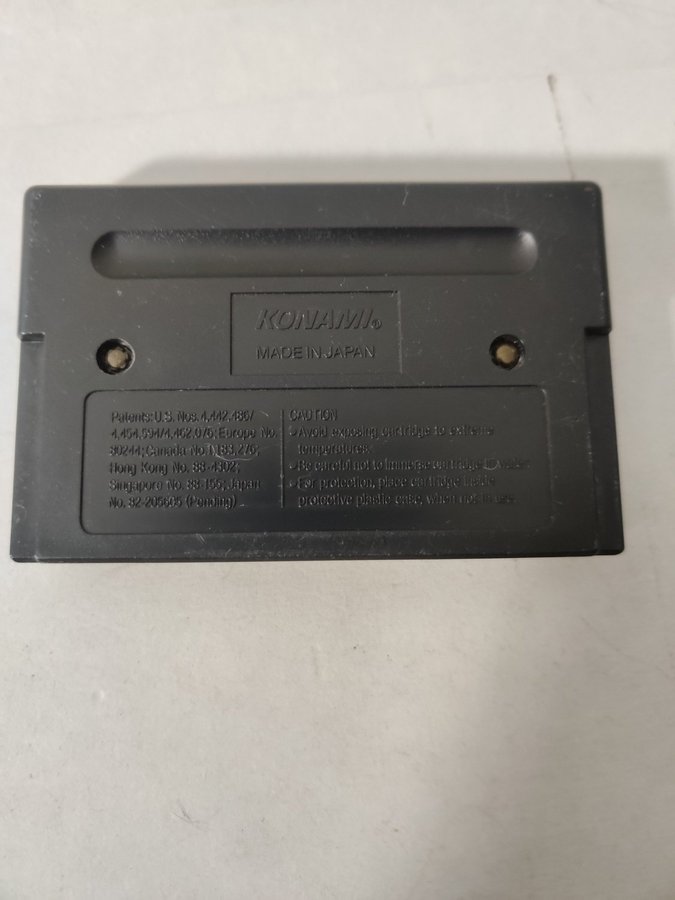 KONAMI®
MADE IN JAPAN
Patents: U.S. Nos. 4,442,486/
4,454,594/4,462,076; Europe No.
80244; Canada No.
Hong Kong No. 88-4302;
Singapore No. 88-155; Japan
No. 82-205605 (Pending)
CAUTION
• Avoid exposing cartridge to extreme
temperatures.
• Be careful not to immerse cartridge in water.
• For protection, place cartridge inside
protective plastic case, when not in use.